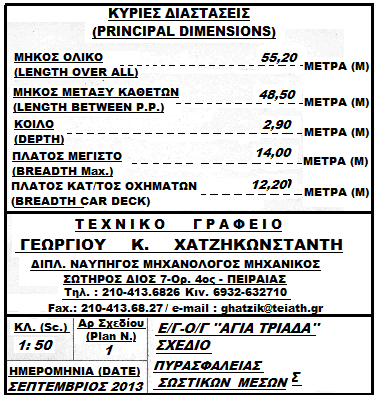 ΚΥΡΙΕΣ ΔΙΑΣΤΑΣΕΙΣ
(PRINCIPAL DIMENSIONS)
ΜΗΚΟΣ ΟΛΙΚΟ 55,20 ΜΕΤΡΑ (Μ)
(LENGTH OVER ALL)
ΜΗΚΟΣ ΜΕΤΑΞΥ ΚΑΘΕΤΩΝ 48,50 ΜΕΤΡΑ (Μ)
(LENGTH BETWEEN P.P.)
ΚΟΙΛΟ 2,90 ΜΕΤΡΑ (Μ)
(DEPTH)
ΠΛΑΤΟΣ ΜΕΓΙΣΤΟ 14,00 ΜΕΤΡΑ (Μ)
(BREADTH Max.)
ΠΛΑΤΟΣ ΚΑΤ/ΤΟΣ ΟΧΗΜΑΤΩΝ 12,20 ΜΕΤΡΑ (Μ)
(BREADTH CAR DECK)
ΤΕΧΝΙΚΟ ΓΡΑΦΕΙΟ
ΓΕΩΡΓΙΟΥ Κ. ΧΑΤΖΗΚΩΝΣΤΑΝΤΗ
ΔΙΠΛ. ΝΑΥΠΗΓΟΣ ΜΗΧΑΝΟΛΟΓΟΣ ΜΗΧΑΝΙΚΟΣ
ΣΩΤΗΡΟΣ ΔΙΟΣ 7-Ορ. 4ος - ΠΕΙΡΑΙΑΣ
Τηλ. : 210-413.6826 Κιν. 6932-632710
Fax.: 210-413.68.27 / e-mail : ghatzik@teiath.gr
ΚΛ. (Sc.)
1: 50
Αρ Σχεδίου
(Plan N.)
1
Ε/Γ-Ο/Γ "ΑΓΙΑ ΤΡΙΑΔΑ"
ΣΧΕΔΙΟ
ΠΥΡΑΣΦΑΛΕΙΑΣ
ΣΩΣΤΙΚΩΝ ΜΕΣΩΝ Σ
ΗΜΕΡΟΜΗΝΙΑ (DATE)
ΣΕΠΤΕΜΒΡΙΟΣ 2013